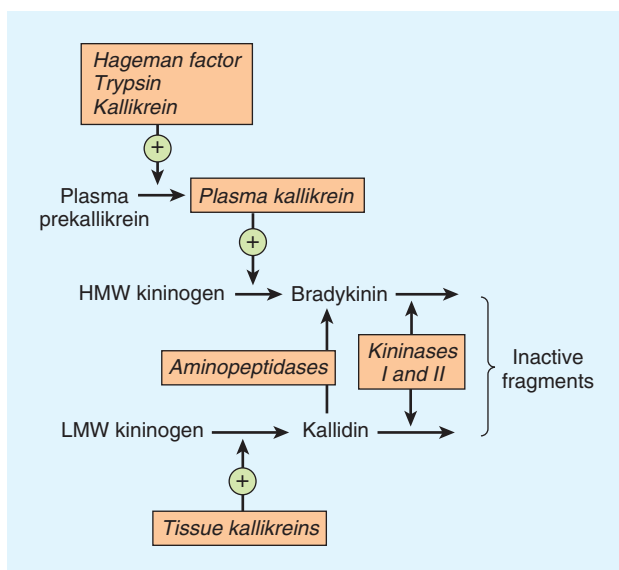 Hageman factor
Trypsin
Kallikrein
+
Plasma
prekallikrein
Plasma kallikrein
+
HMW kininogen
Bradykinin
Aminopeptidases
Kininases
I and II
Inactive
fragments
LMW kininogen
Kallidin
+
Tissue kallikreins